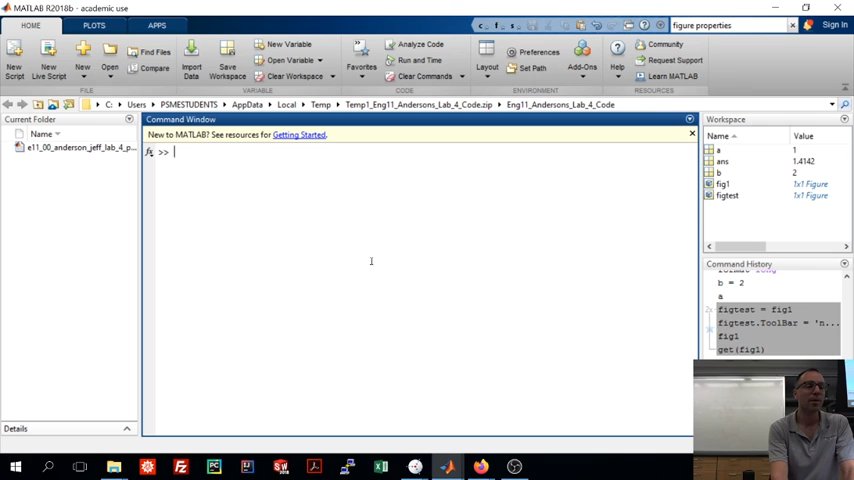 MATLAB R2018b - academic use
HOME PLOTS APPS
figure properties
Sign In
New Script
New Live Script
New
Open
Find Files
Compare
Import Data
Save Workspace
New Variable
Open Variable
Clear Workspace
Favorites
Analyze Code
Run and Time
Clear Commands
Layout
Preferences
Set Path
Add-Ons
Help
Community
Request Support
Learn MATLAB
FILE VARIABLE CODE ENVIRONMENT RESOURCES
C: Users PSMESTUDENTS AppData Local Temp Temp1_Eng11_Andersons_Lab_4_Code.zip Eng11_Andersons_Lab_4_Code
Current Folder
Name
e11_00_anderson_jeff_lab_4_p...
Details
Command Window
New to MATLAB? See resources for Getting Started.
fx >>
Workspace
Name Value
a 1
ans 1.4142
b 2
fig1 1x1 Figure
figtest 1x1 Figure
Command History
b = 2
a
figtest = fig1
figtest.ToolBar = 'n...
fig1
get(fig1)